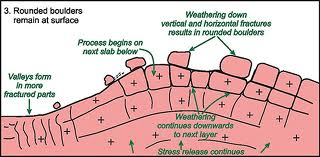 3. Rounded boulders
remain at surface
Weathering down
vertical and horizontal fractures
results in rounded boulders
Process begins on
next slab below
Valleys form
in more
fractured parts
Weathering
continues downwards
to next layer
Stress release continues